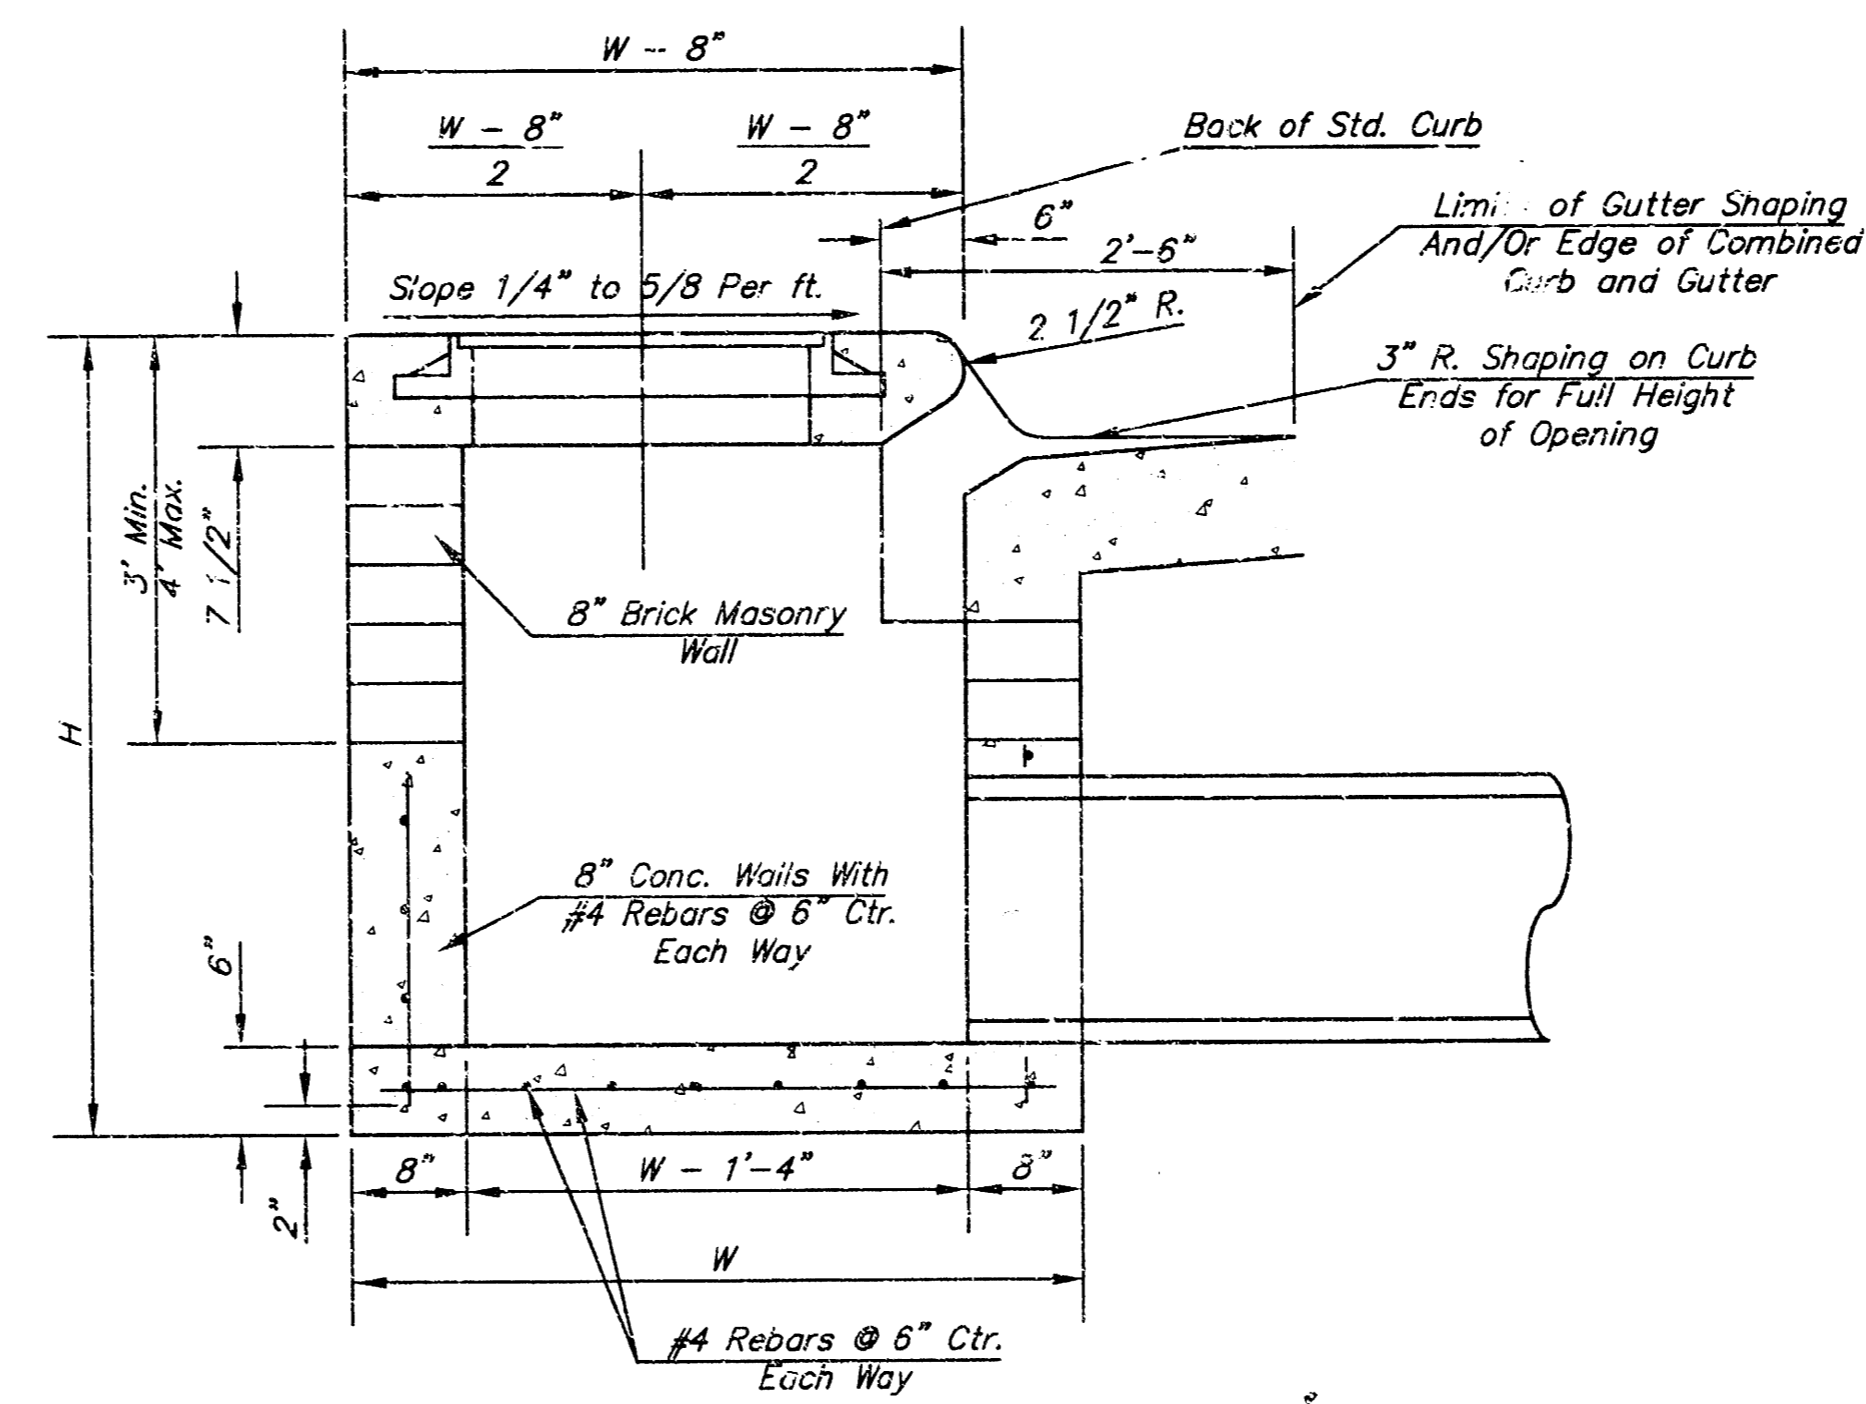 W - 8"
W - 8"
2
W - 8"
2
Back of Std. Curb
6"
2'-6"
of Gutter Shaping
And/Or Edge of Combined
Curb and Gutter
Slope 1/4" to 5/8 Per ft.
2 1/2" R.
3" R. Shaping on Curb
Ends for Full Height
of Opening
3' Min.
4' Max.
7 1/2"
8" Brick Masonry
Wall
H
8" Conc. Walls With
#4 Rebars @ 6" Ctr.
Each Way
6"
2"
8"
W - 1'-4"
8"
W
#4 Rebars @ 6" Ctr.
Each Way